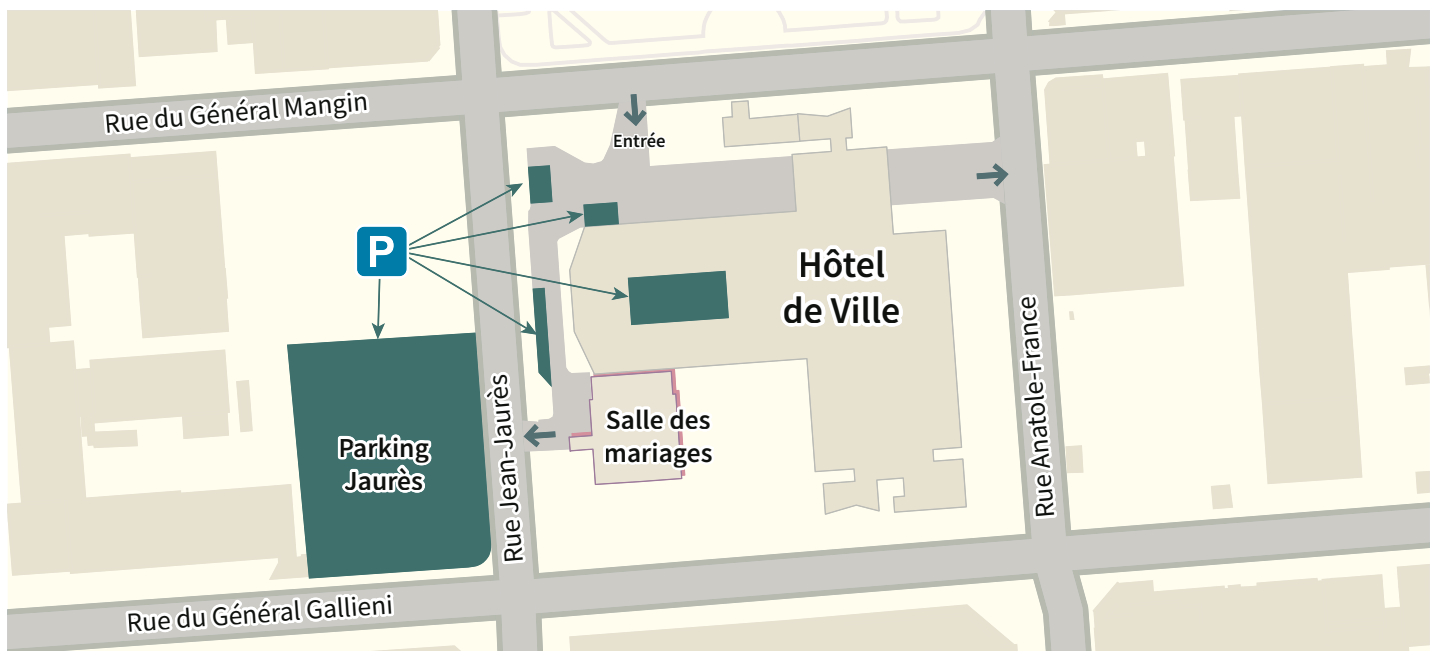 Rue du Général Mangin
Entrée
P
Hôtel
de Ville
Rue Anatole-France
Rue Jean-Jaurès
Salle des
mariages
Parking
Jaurès
Rue du Général Gallieni